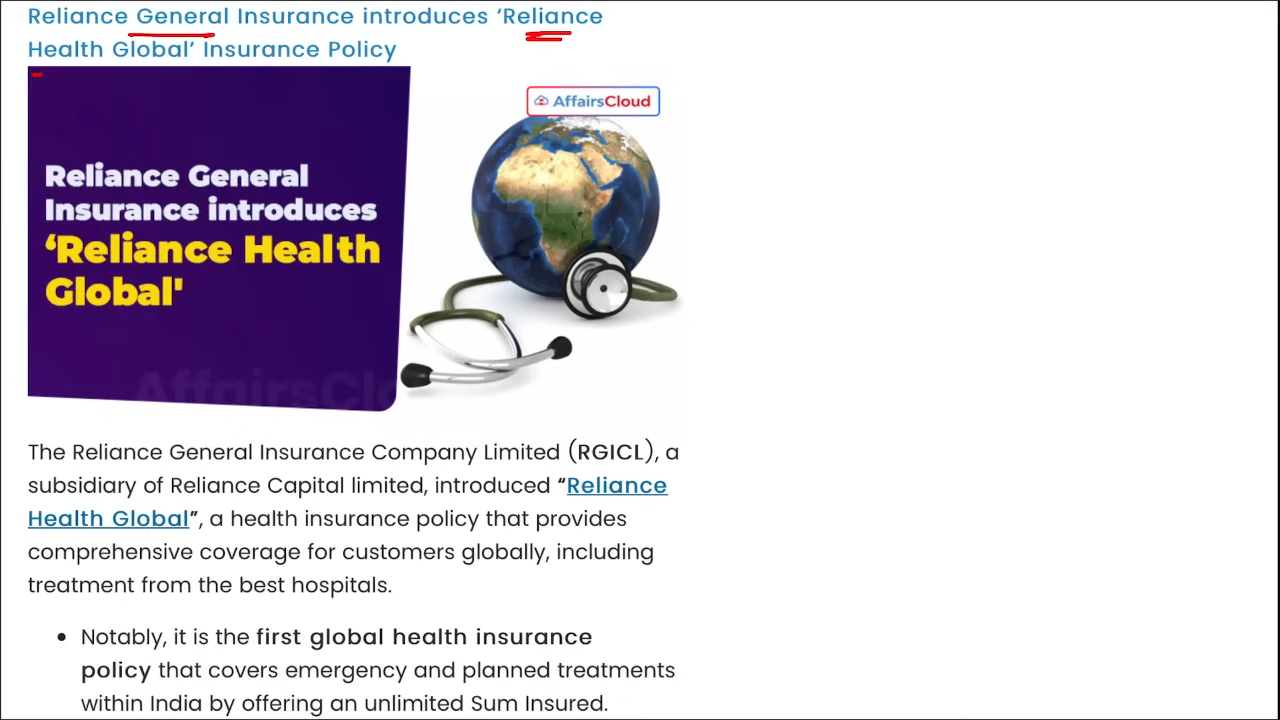 Reliance General Insurance introduces ‘Reliance
Health Global’ Insurance Policy
AffairsCloud
Reliance General
Insurance introduces
‘Reliance Health
Global'
AffairsCl
The Reliance General Insurance Company Limited (RGICL), a
subsidiary of Reliance Capital limited, introduced “Reliance
Health Global”, a health insurance policy that provides
comprehensive coverage for customers globally, including
treatment from the best hospitals.
• Notably, it is the first global health insurance
policy that covers emergency and planned treatments
within India by offering an unlimited Sum Insured.